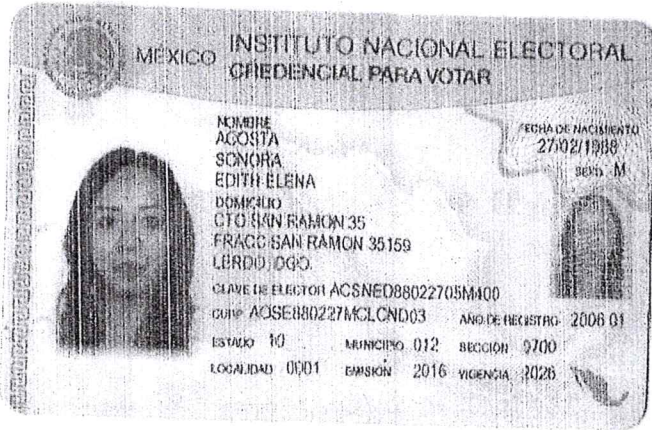 MÉXICO INSTITUTO NACIONAL ELECTORAL
CREDENCIAL PARA VOTAR
NOMBRE
ACOSTA
SONORA
EDITH ELENA
FECHA DE NACIMIENTO
27/02/1988
SEXO M
DOMICILIO
CTO SAN RAMON 35
FRACC SAN RAMON 35159
LERDO, DGO.
CLAVE DE ELECTOR ACSNED88022705M400
CURP AOSE880227MCLCND03 AÑO DE REGISTRO 2006 01
ESTADO 10 MUNICIPIO 012 SECCIÓN 0700
LOCALIDAD 0001 EMISIÓN 2016 VIGENCIA 2026